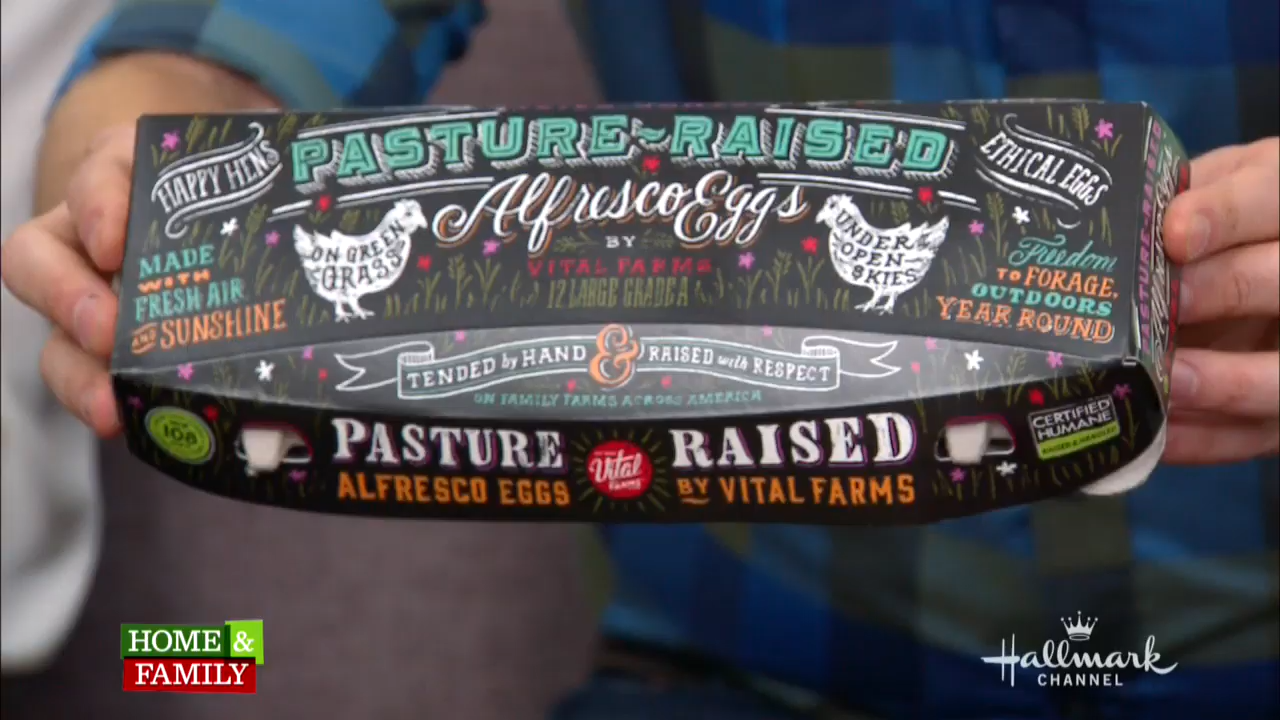 PASTURE~RAISED
HAPPY HENS
ETHICAL EGGS
Alfresco Eggs
BY
VITAL FARMS
12 LARGE GRADE A
ON GREEN
GRASS
UNDER
OPEN
SKIES
MADE
WITH
FRESH AIR
AND SUNSHINE
Freedom
TO FORAGE,
OUTDOORS
YEAR ROUND
TENDED by HAND & RAISED with RESPECT
ON FAMILY FARMS ACROSS AMERICA
108
PASTURE RAISED
Vital
FARMS
ALFRESCO EGGS BY VITAL FARMS
CERTIFIED
HUMANE
PASTURE-RAISED
HOME &
FAMILY
Hallmark
CHANNEL